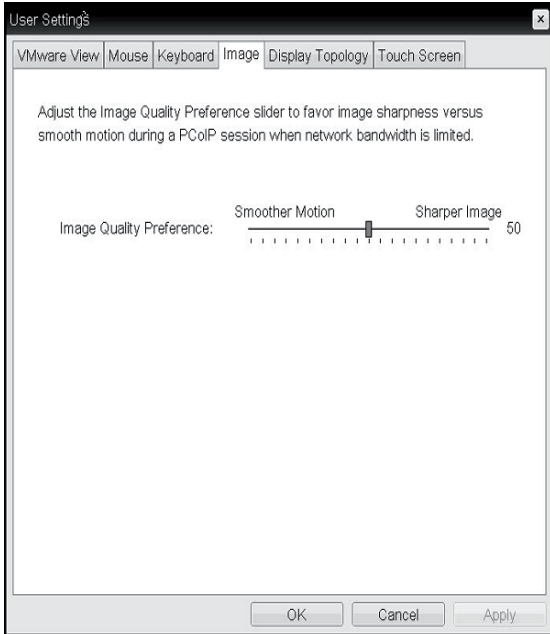 User Settings
VMware View Mouse Keyboard Image Display Topology Touch Screen
Adjust the Image Quality Preference slider to favor image sharpness versus
smooth motion during a PCoIP session when network bandwidth is limited.
Smoother Motion Sharper Image
Image Quality Preference: 50
OK Cancel Apply